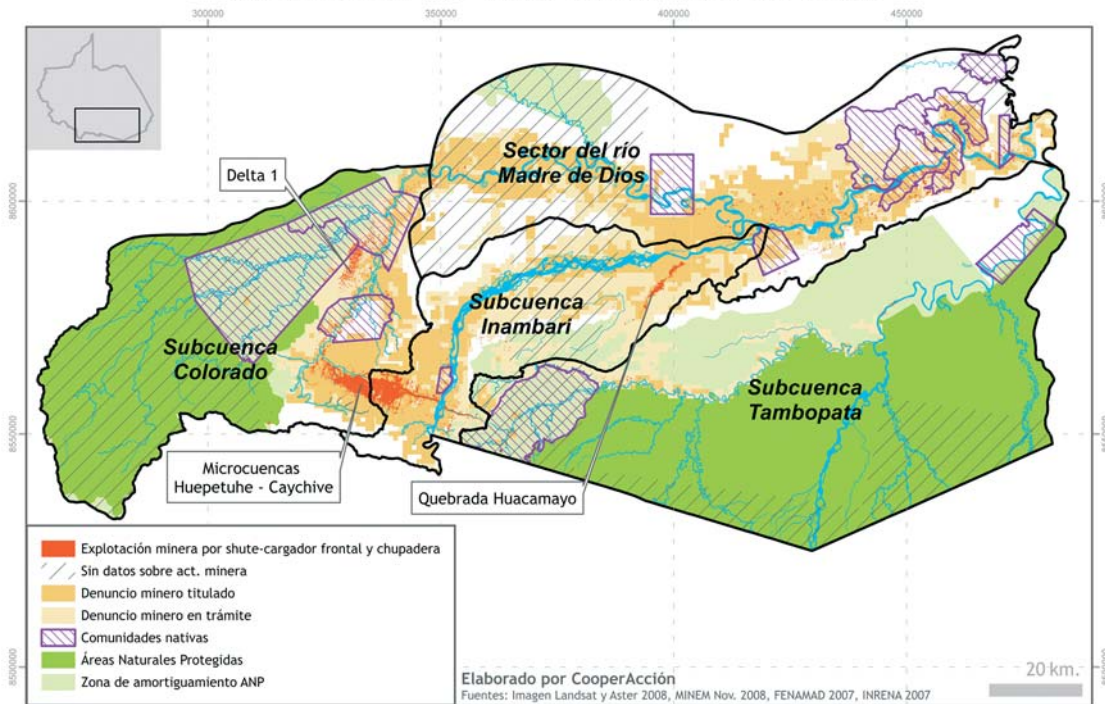 300000
350000
400000
450000
8600000
Sector del río
Madre de Dios
Delta 1
Subcuenca
Inambari
Subcuenca
Colorado
Subcuenca
Tambopata
8550000
Microcuencas
Huepetuhe - Caychive
Quebrada Huacamayo
Explotación minera por shute-cargador frontal y chupadera
Sin datos sobre act. minera
Denuncio minero titulado
Denuncio minero en trámite
Comunidades nativas
Áreas Naturales Protegidas
Zona de amortiguamiento ANP
8500000
20 km.
Elaborado por CooperAcción
Fuentes: Imagen Landsat y Aster 2008, MINEM Nov. 2008, FENAMAD 2007, INRENA 2007